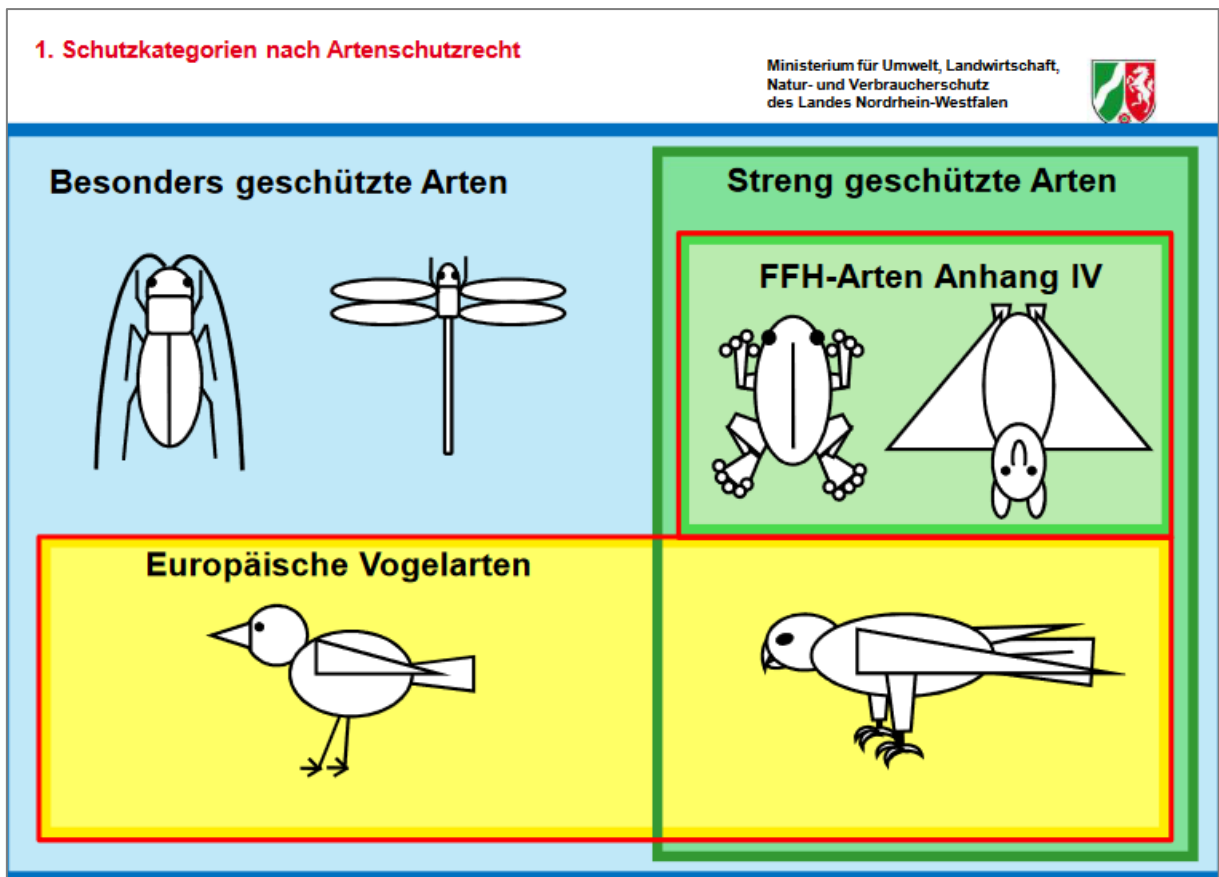 1. Schutzkategorien nach Artenschutzrecht
Ministerium für Umwelt, Landwirtschaft,
Natur- und Verbraucherschutz
des Landes Nordrhein-Westfalen
Besonders geschützte Arten
Streng geschützte Arten
FFH-Arten Anhang IV
Europäische Vogelarten